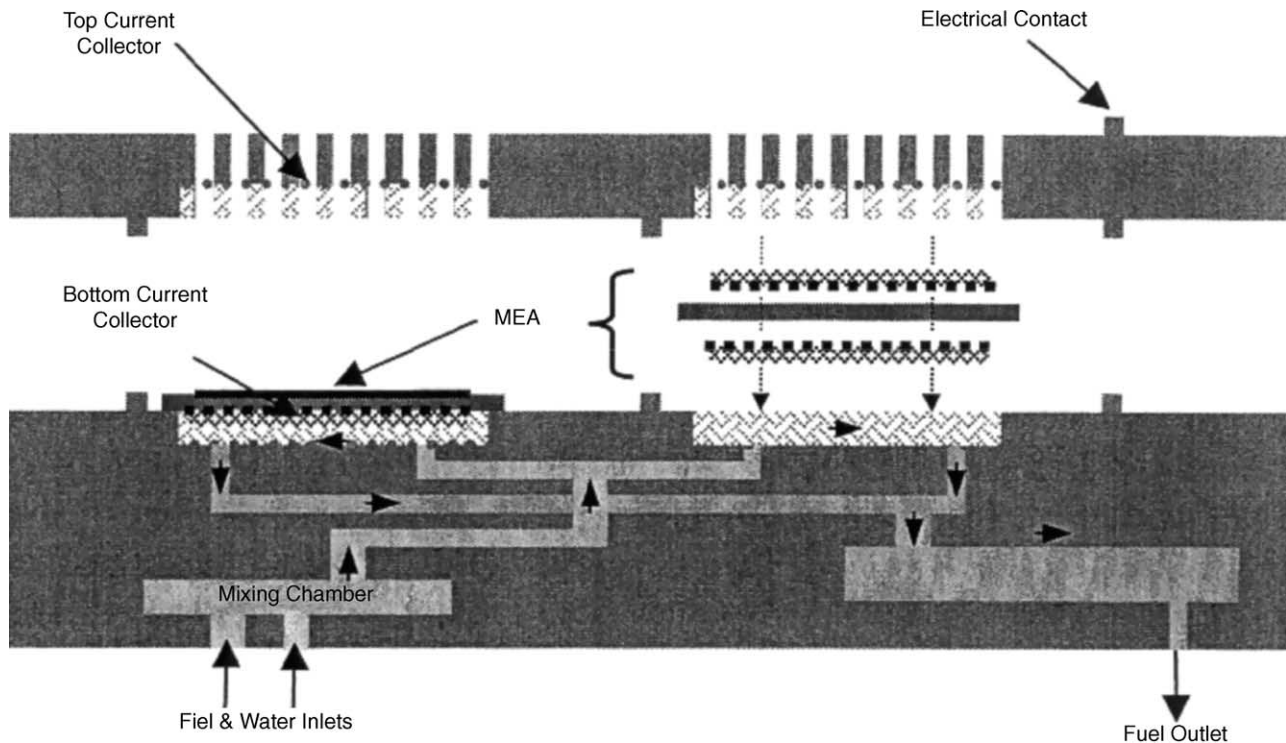 Top Current
Collector
Electrical Contact
Bottom Current
Collector
MEA
Mixing Chamber
Fiel & Water Inlets
Fuel Outlet